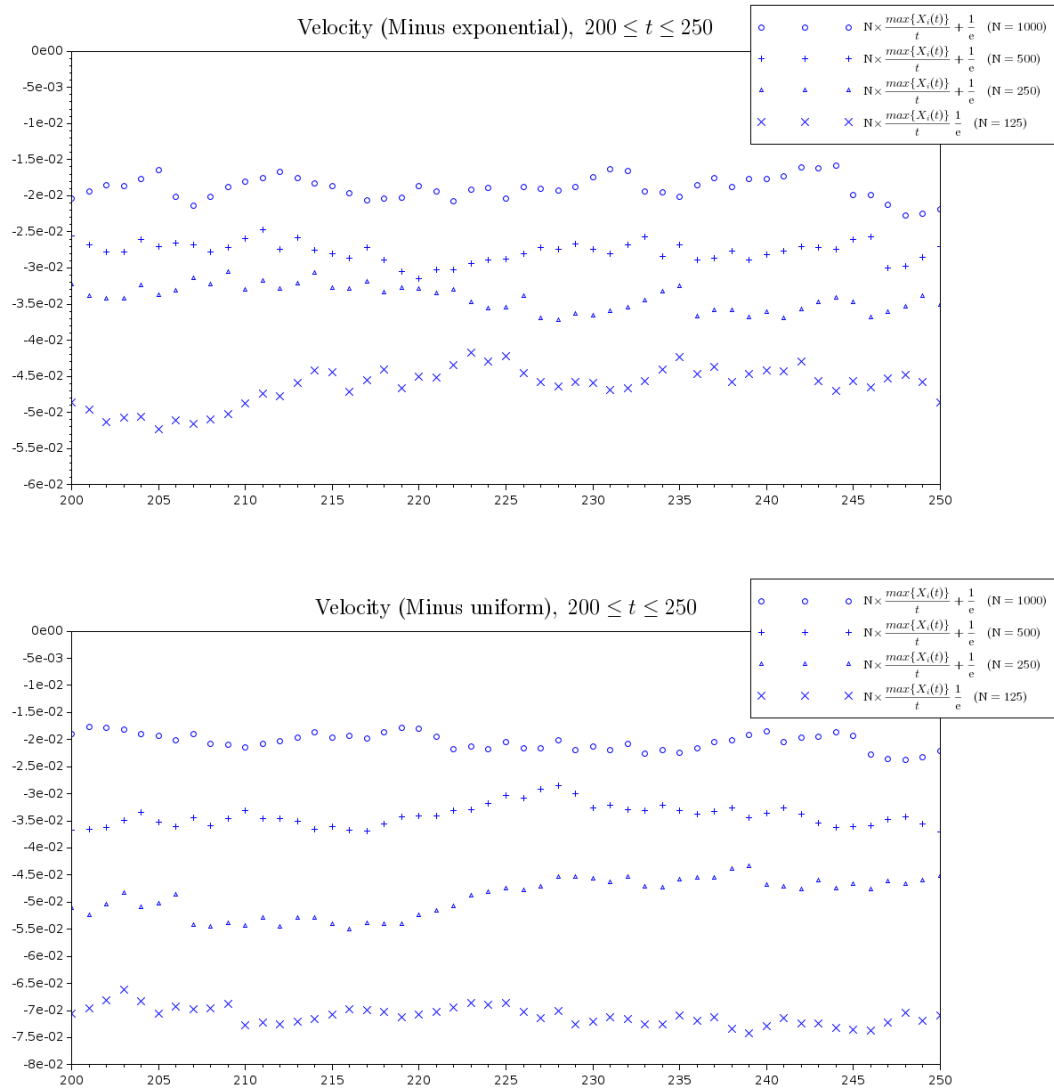 Velocity (Minus exponential), 200 ≤ t ≤ 250
N × max{X_i(t)}/t + 1/e (N = 1000)
N × max{X_i(t)}/t + 1/e (N = 500)
N × max{X_i(t)}/t + 1/e (N = 250)
N × max{X_i(t)}/t 1/e (N = 125)
0e00
-5e-03
-1e-02
-1.5e-02
-2e-02
-2.5e-02
-3e-02
-3.5e-02
-4e-02
-4.5e-02
-5e-02
-5.5e-02
-6e-02
200 205 210 215 220 225 230 235 240 245 250
Velocity (Minus uniform), 200 ≤ t ≤ 250
N × max{X_i(t)}/t + 1/e (N = 1000)
N × max{X_i(t)}/t + 1/e (N = 500)
N × max{X_i(t)}/t + 1/e (N = 250)
N × max{X_i(t)}/t 1/e (N = 125)
0e00
-5e-03
-1e-02
-1.5e-02
-2e-02
-2.5e-02
-3e-02
-3.5e-02
-4e-02
-4.5e-02
-5e-02
-5.5e-02
-6e-02
-6.5e-02
-7e-02
-7.5e-02
-8e-02
200 205 210 215 220 225 230 235 240 245 250